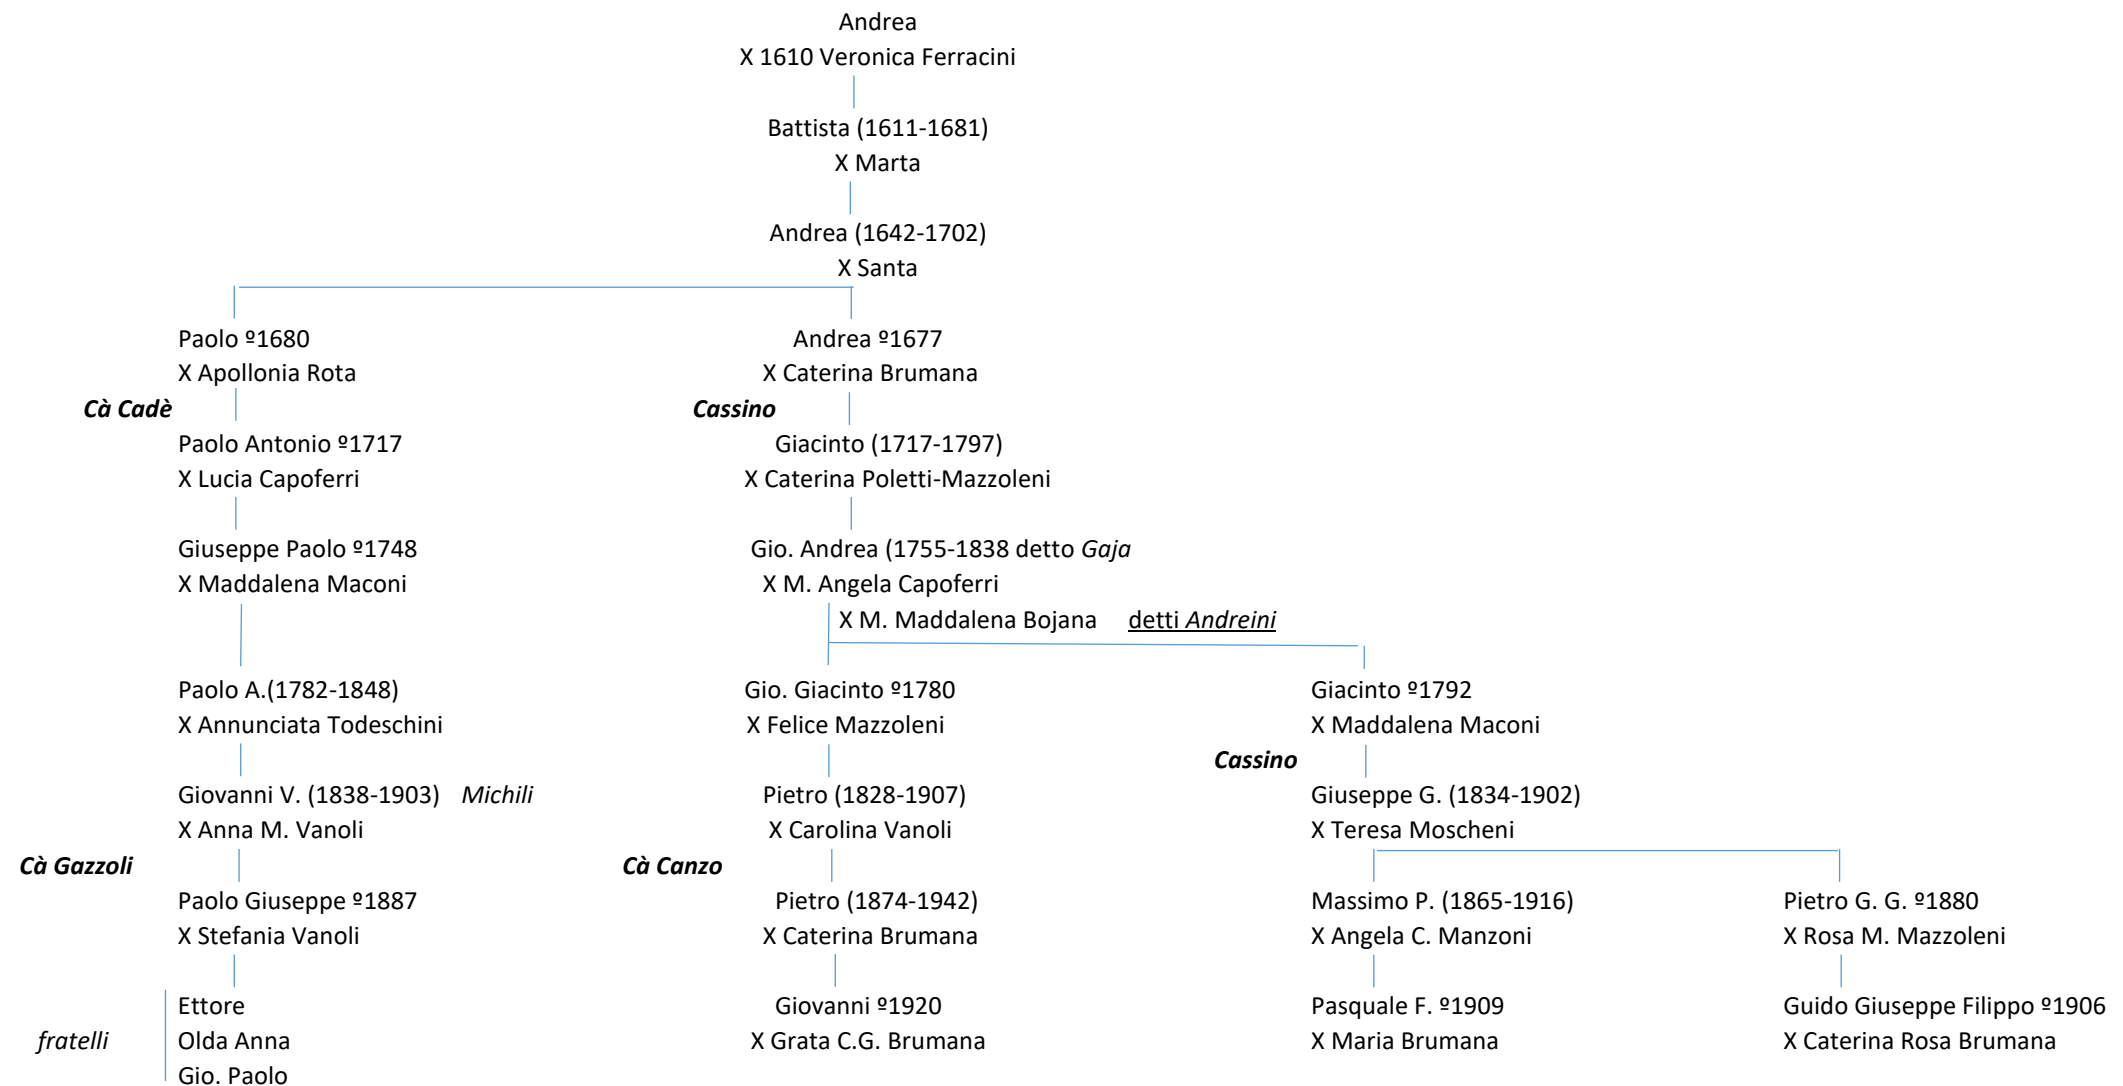 Andrea
X 1610 Veronica Ferracini
Battista (1611-1681)
X Marta
Andrea (1642-1702)
X Santa
Paolo º1680
Andrea º1677
X Apollonia Rota
X Caterina Brumana
Cà Cadè
Cassino
Paolo Antonio º1717
Giacinto (1717-1797)
X Lucia Capoferri
X Caterina Poletti-Mazzoleni
Giuseppe Paolo º1748
Gio. Andrea (1755-1838 detto Gaja
X Maddalena Maconi
X M. Angela Capoferri
X M. Maddalena Bojana detti Andreini
Paolo A.(1782-1848)
Gio. Giacinto º1780
Giacinto º1792
X Annunciata Todeschini
X Felice Mazzoleni
X Maddalena Maconi
Cassino
Giovanni V. (1838-1903) Michili
Pietro (1828-1907)
Giuseppe G. (1834-1902)
X Anna M. Vanoli
X Carolina Vanoli
X Teresa Moscheni
Cà Gazzoli
Cà Canzo
Paolo Giuseppe º1887
Pietro (1874-1942)
Massimo P. (1865-1916)
Pietro G. G. º1880
X Stefania Vanoli
X Caterina Brumana
X Angela C. Manzoni
X Rosa M. Mazzoleni
Ettore
Giovanni º1920
Pasquale F. º1909
Guido Giuseppe Filippo º1906
fratelli
Olda Anna
X Grata C.G. Brumana
X Maria Brumana
X Caterina Rosa Brumana
Gio. Paolo